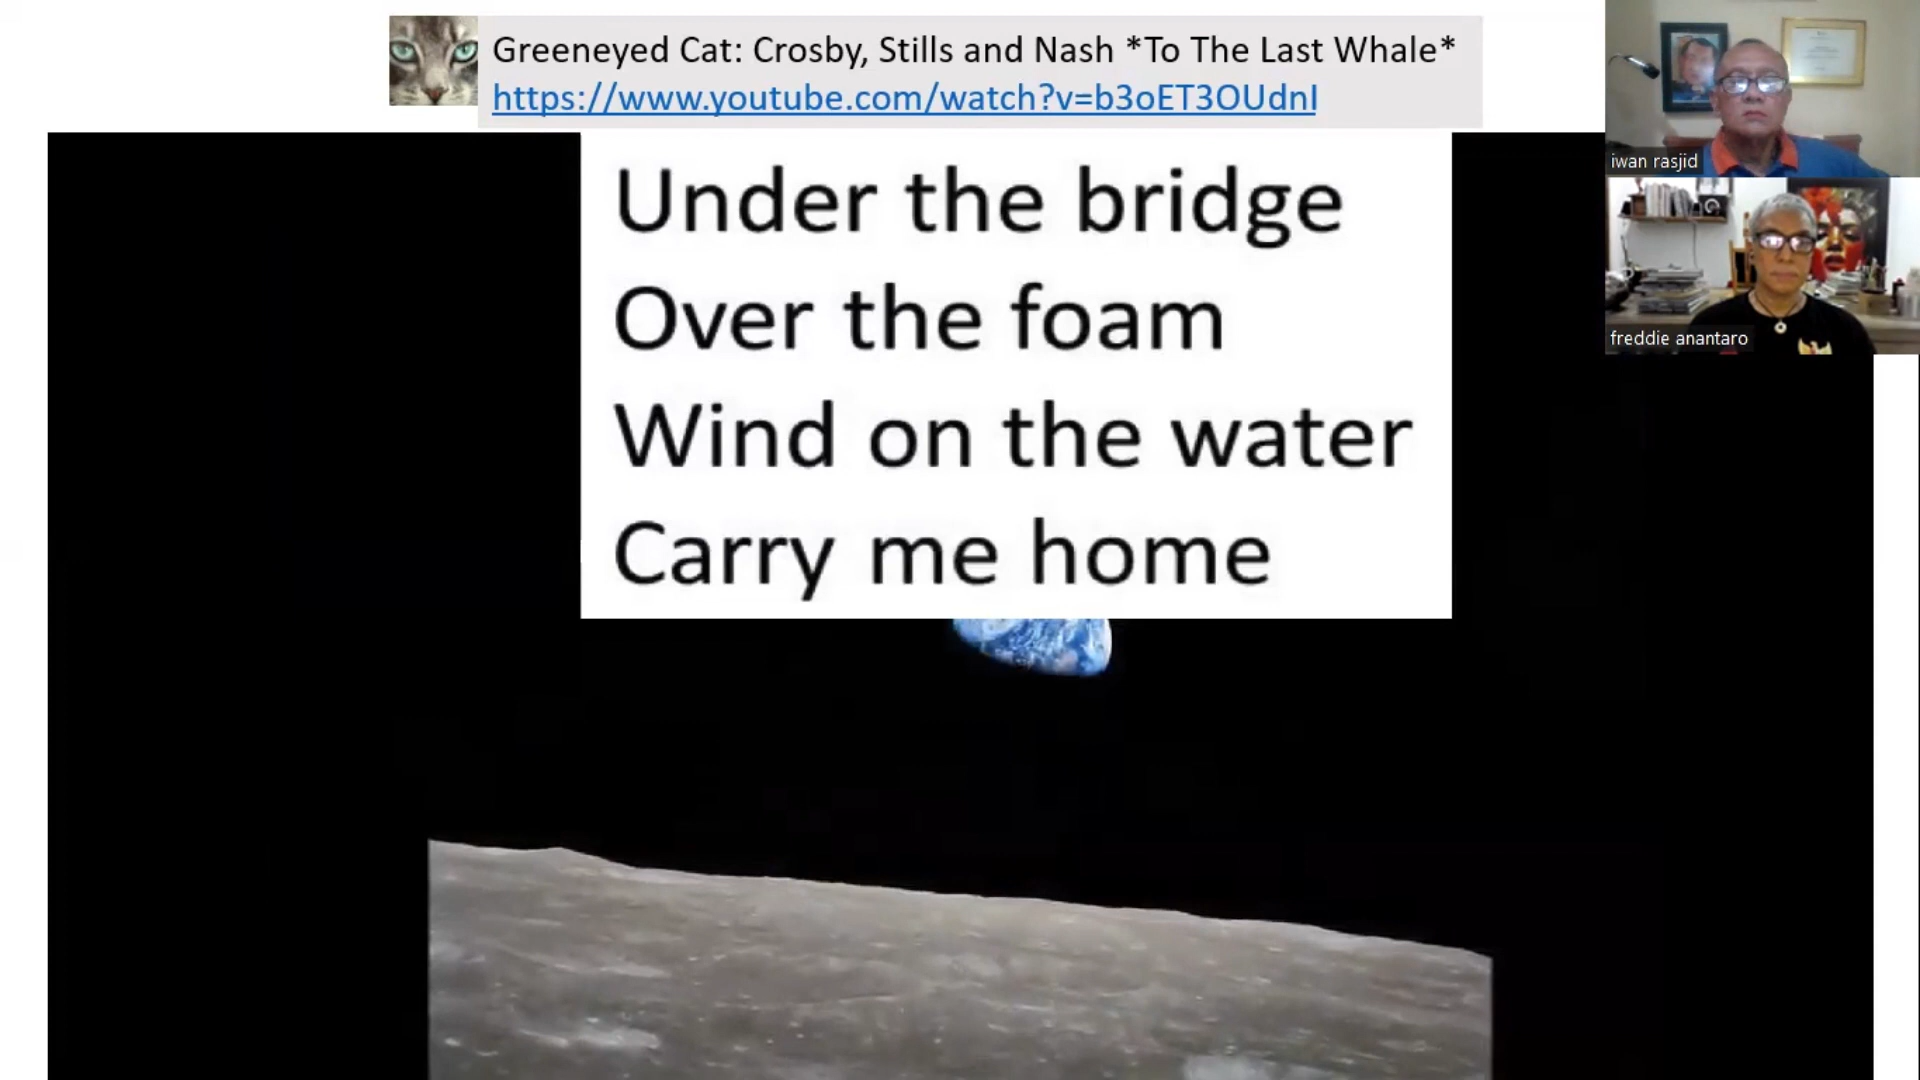 Greeneyed Cat: Crosby, Stills and Nash *To The Last Whale*
https://www.youtube.com/watch?v=b3oET3OUdnI
Under the bridge
Over the foam
Wind on the water
Carry me home
iwan rasjid
freddie anantaro